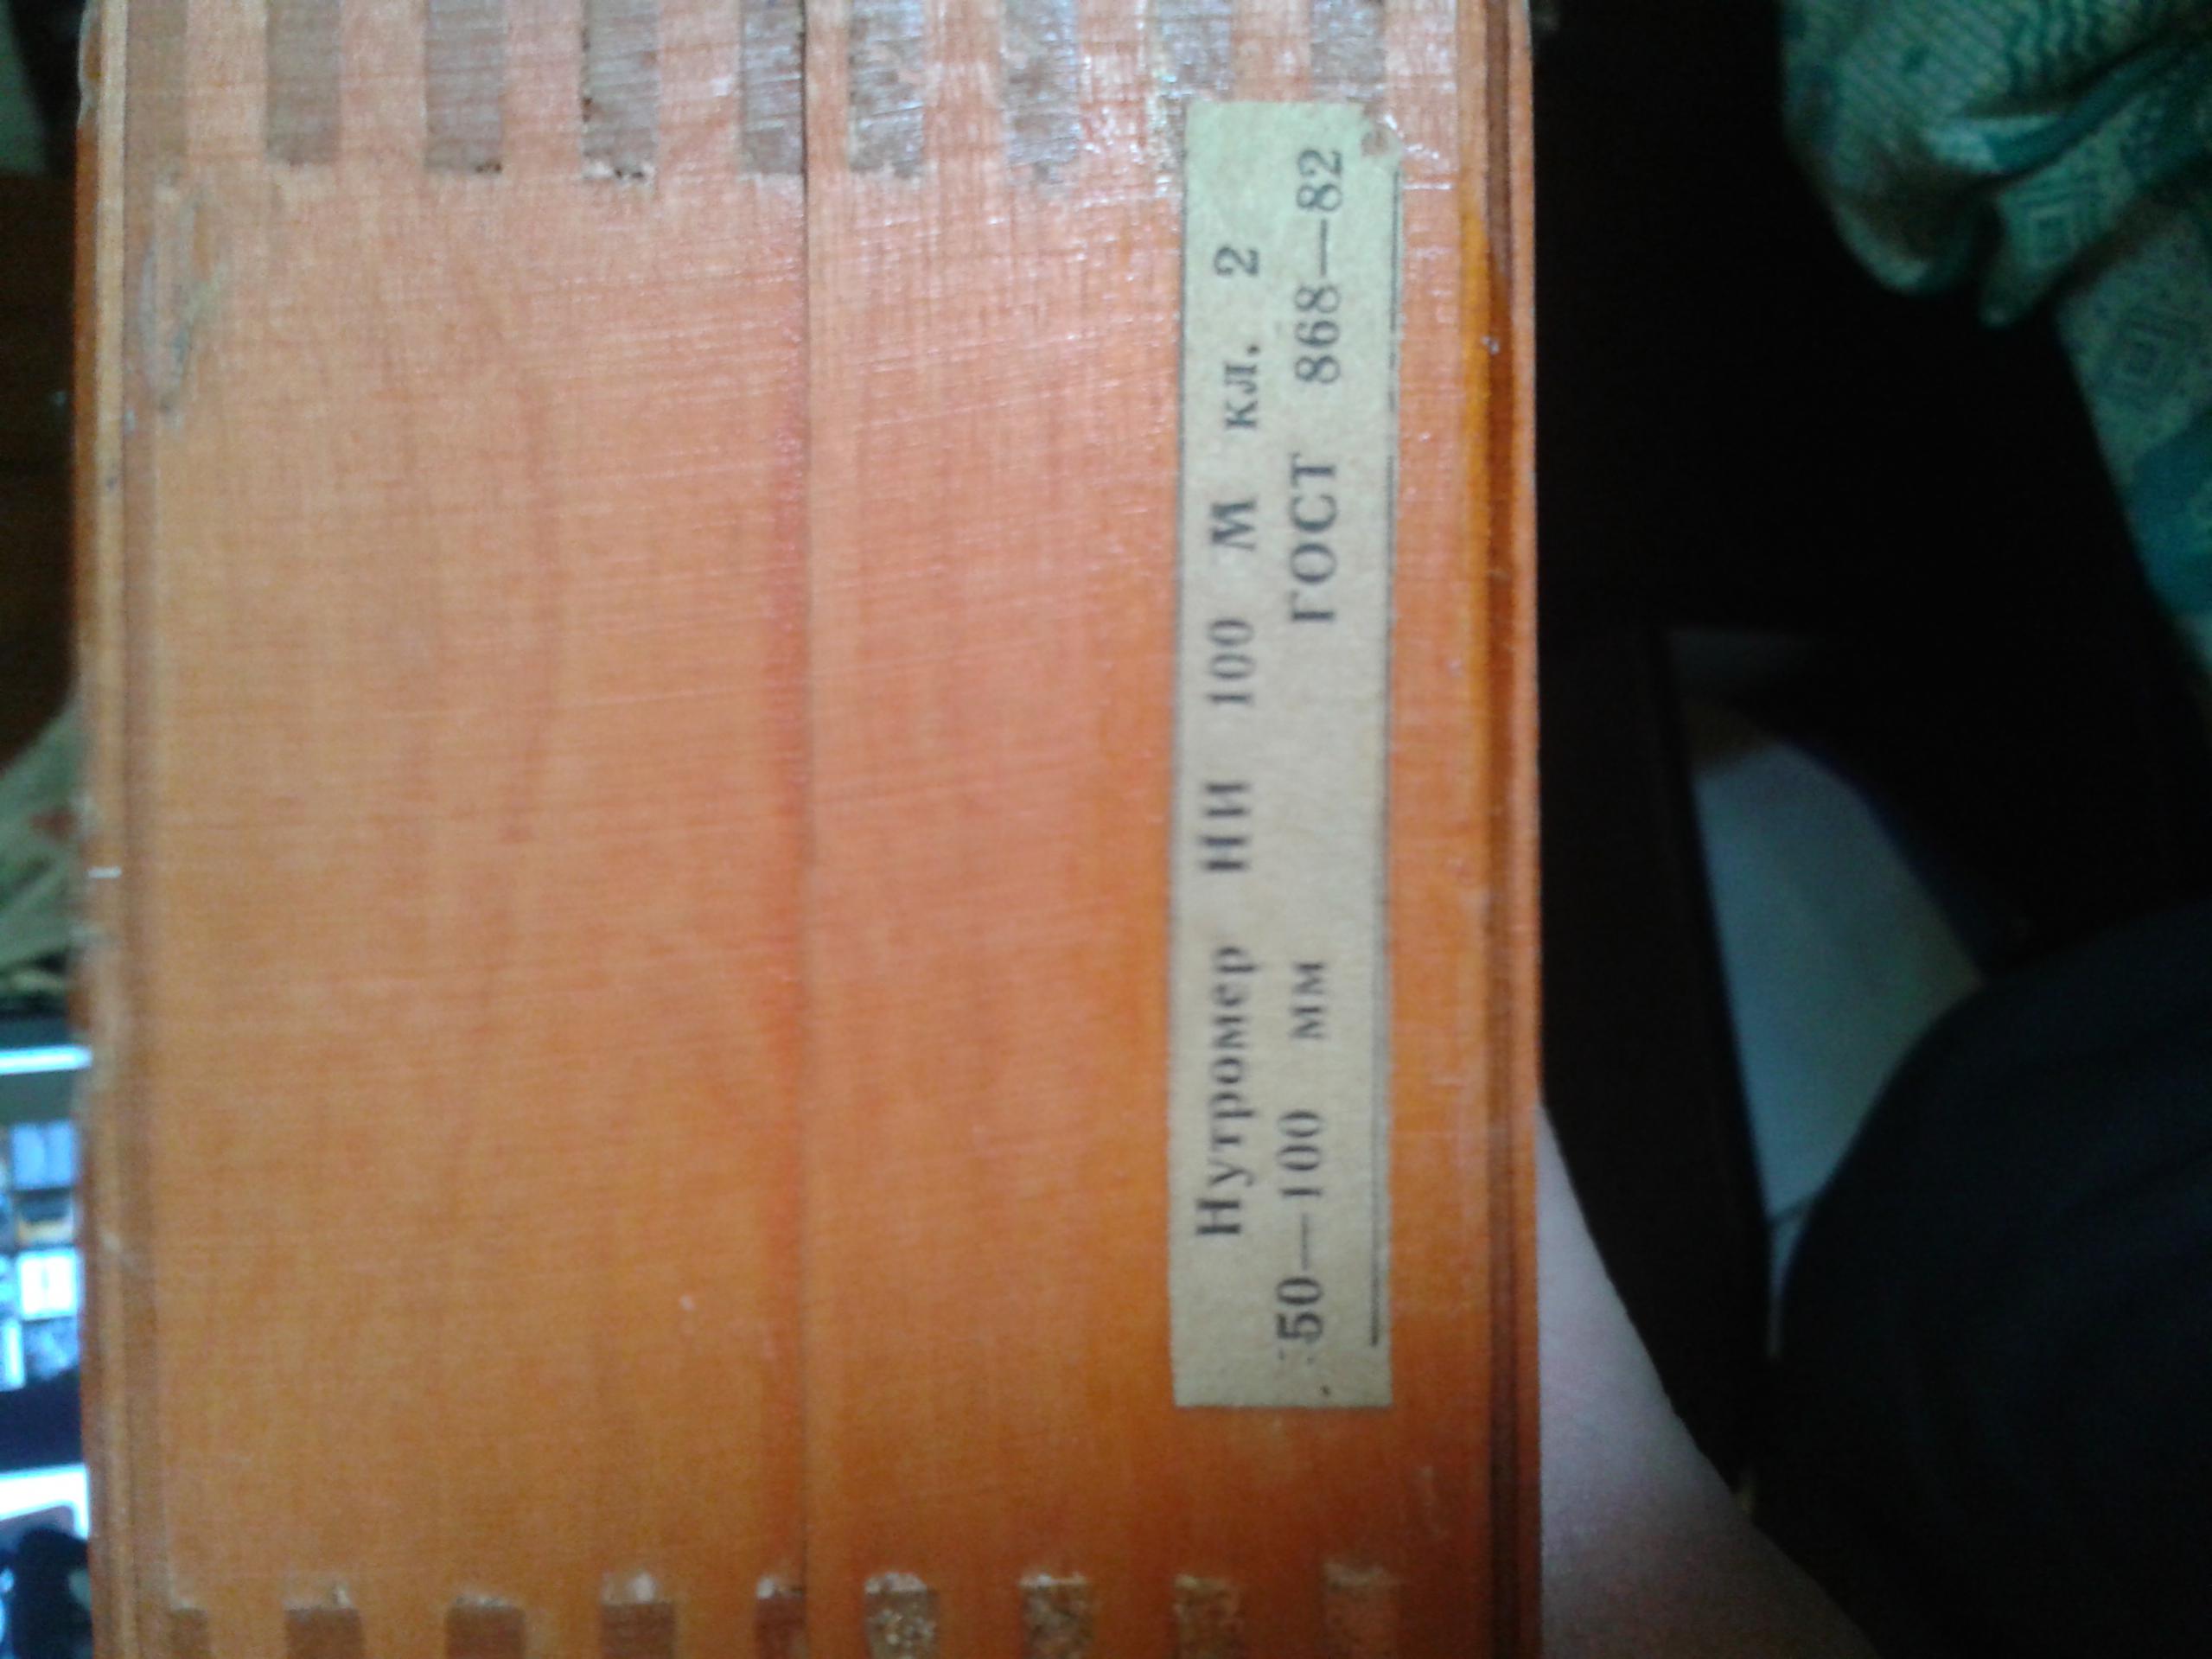 Нутромер НИ 100 М кл. 2
50—100 мм ГОСТ 868—82